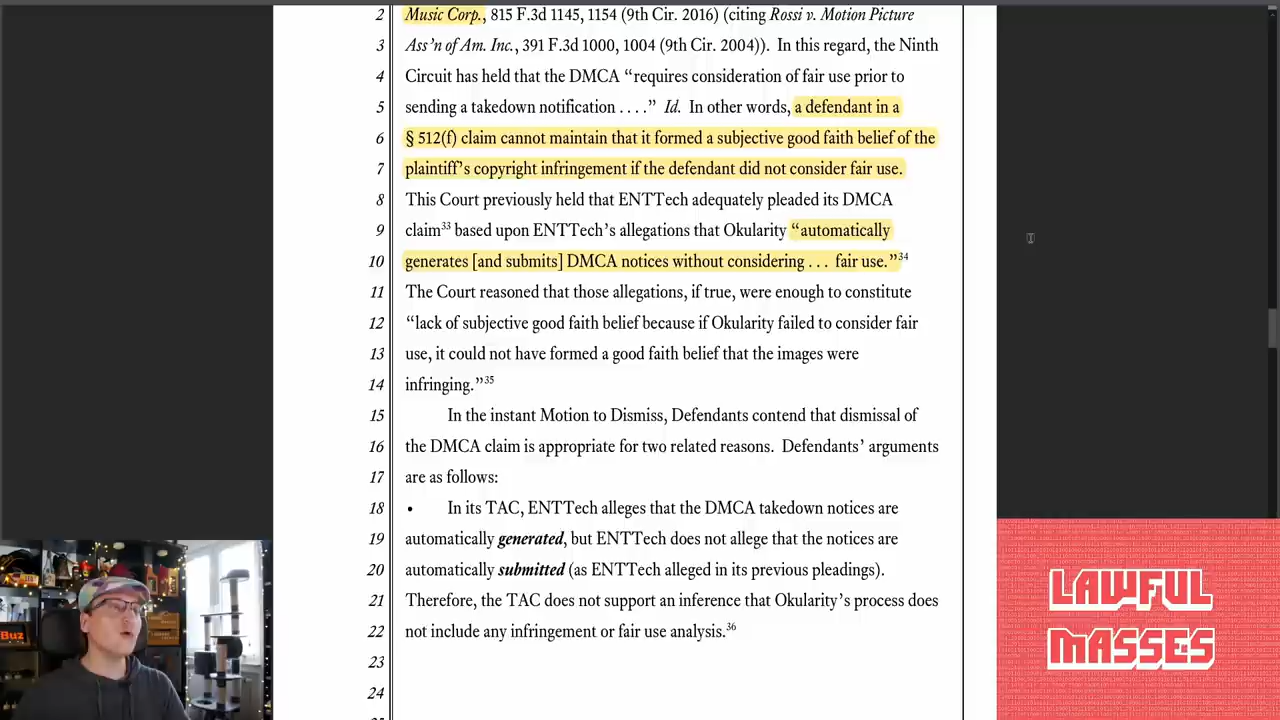 2 Music Corp., 815 F.3d 1145, 1154 (9th Cir. 2016) (citing Rossi v. Motion Picture
3 Ass’n of Am. Inc., 391 F.3d 1000, 1004 (9th Cir. 2004)). In this regard, the Ninth
4 Circuit has held that the DMCA “requires consideration of fair use prior to
5 sending a takedown notification . . . .” Id. In other words, a defendant in a
6 § 512(f) claim cannot maintain that it formed a subjective good faith belief of the
7 plaintiff’s copyright infringement if the defendant did not consider fair use.
8 This Court previously held that ENTTech adequately pleaded its DMCA
9 claim33 based upon ENTTech’s allegations that Okularity “automatically
10 generates [and submits] DMCA notices without considering . . . fair use.”34
11 The Court reasoned that those allegations, if true, were enough to constitute
12 “lack of subjective good faith belief because if Okularity failed to consider fair
13 use, it could not have formed a good faith belief that the images were
14 infringing.”35
15 In the instant Motion to Dismiss, Defendants contend that dismissal of
16 the DMCA claim is appropriate for two related reasons. Defendants’ arguments
17 are as follows:
18 • In its TAC, ENTTech alleges that the DMCA takedown notices are
19 automatically generated, but ENTTech does not allege that the notices are
20 automatically submitted (as ENTTech alleged in its previous pleadings).
21 Therefore, the TAC does not support an inference that Okularity’s process does
22 not include any infringement or fair use analysis.36
23
24
Buz
LAWFUL
MASSES